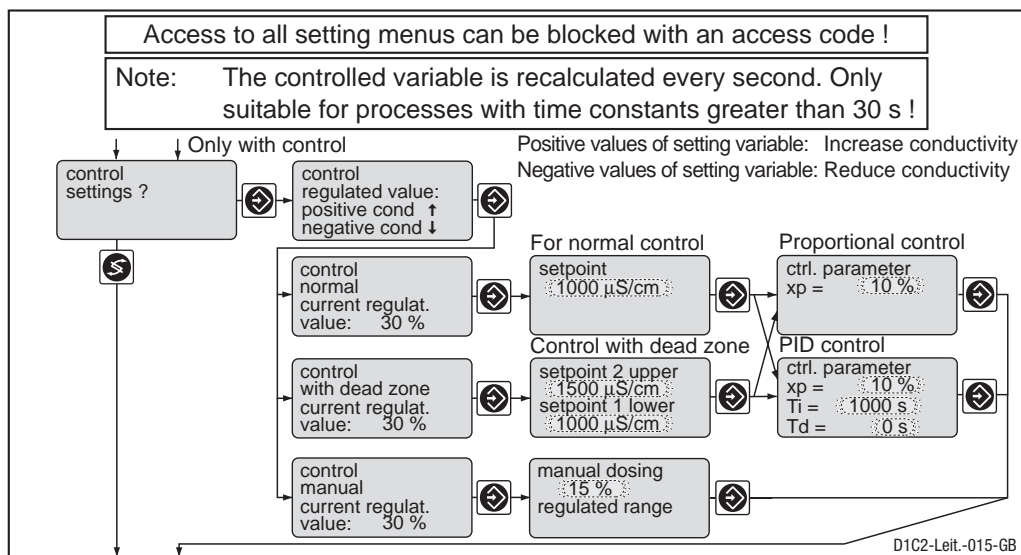 Access to all setting menus can be blocked with an access code !
Note: The controlled variable is recalculated every second. Only
suitable for processes with time constants greater than 30 s !
Only with control
Positive values of setting variable: Increase conductivity
Negative values of setting variable: Reduce conductivity
control
settings ?
control
regulated value:
positive cond ↑
negative cond ↓
For normal control
Proportional control
control
normal
current regulat.
value: 30 %
setpoint
1000 µS/cm
ctrl. parameter
xp = 10 %
Control with dead zone
PID control
control
with dead zone
current regulat.
value: 30 %
setpoint 2 upper
1500 µS/cm
setpoint 1 lower
1000 µS/cm
ctrl. parameter
xp = 10 %
Ti = 1000 s
Td = 0 s
control
manual
current regulat.
value: 30 %
manual dosing
15 %
regulated range
D1C2-Leit.-015-GB